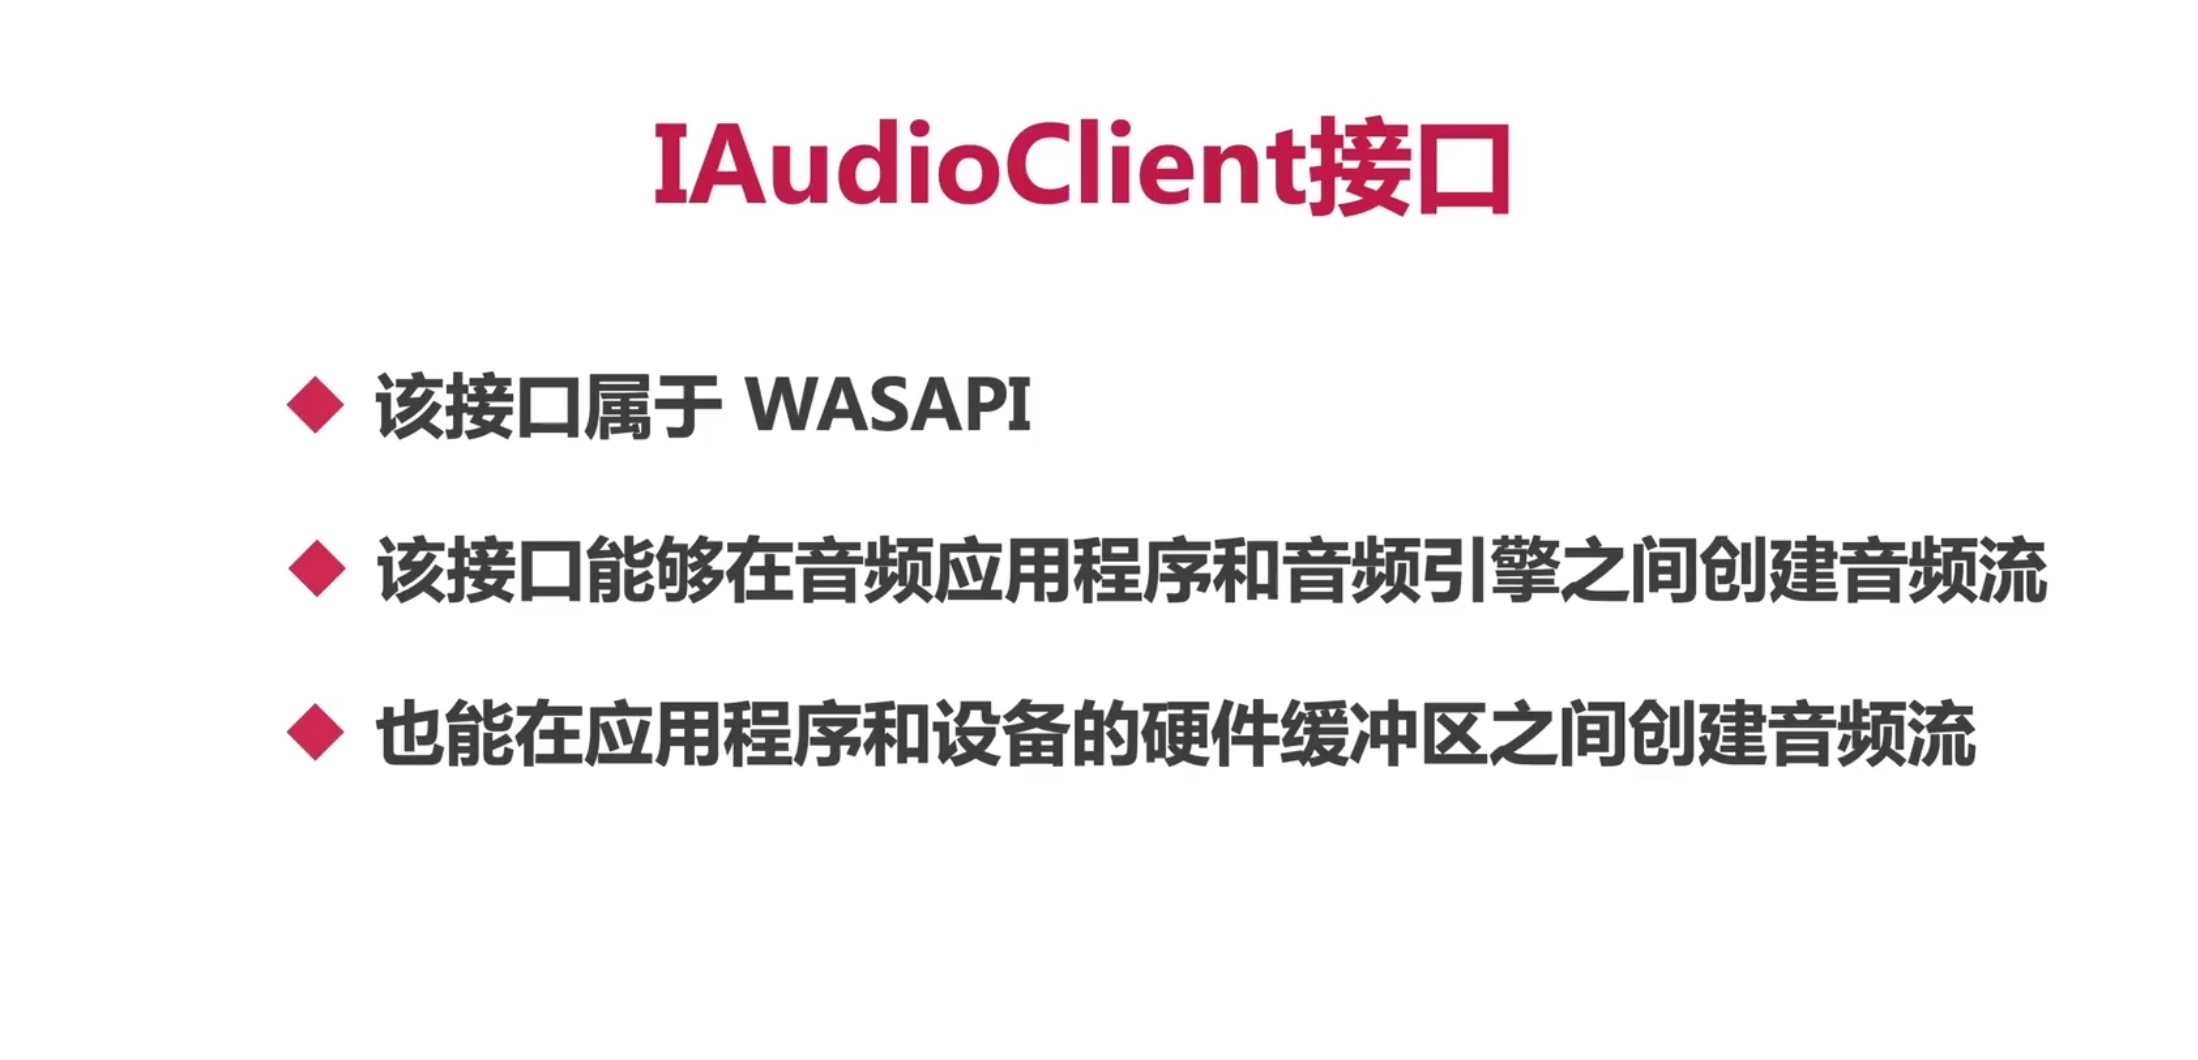 IAudioClient接口
该接口属于 WASAPI
该接口能够在音频应用程序和音频引擎之间创建音频流
也能在应用程序和设备的硬件缓冲区之间创建音频流